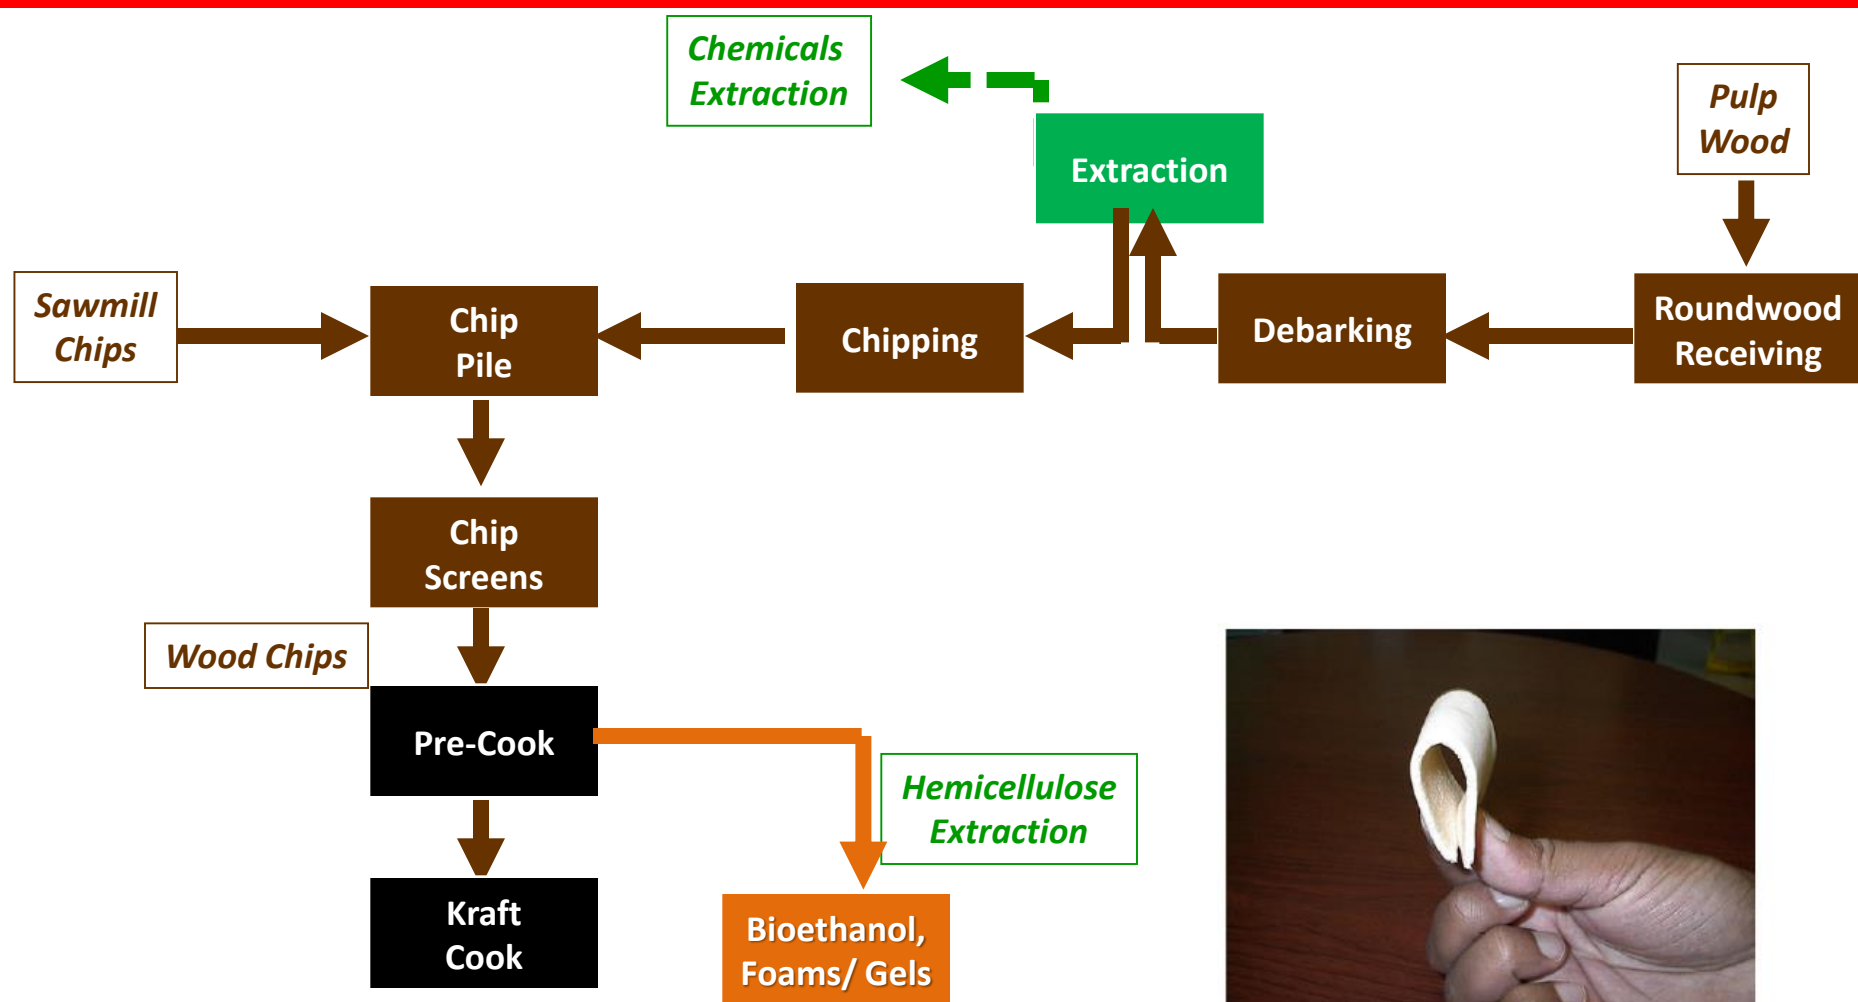 Chemicals
Extraction
Pulp
Wood
Extraction
Sawmill
Chips
Chip
Pile
Chipping
Debarking
Roundwood
Receiving
Chip
Screens
Wood Chips
Pre-Cook
Hemicellulose
Extraction
Kraft
Cook
Bioethanol,
Foams/ Gels